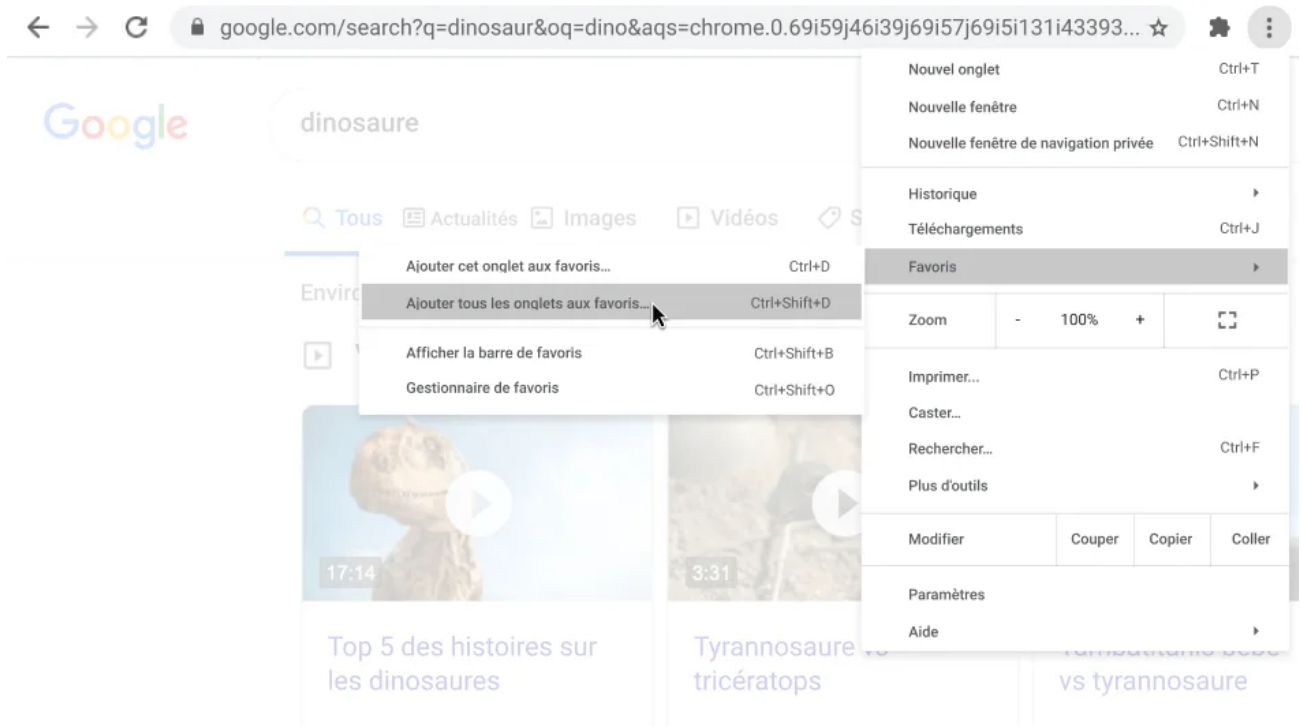 google.com/search?q=dinosaur&oq=dino&aqs=chrome.0.69i59j46i39j69i57j69i5i131i43393...
Google
dinosaure
Tous Actualités Images Vidéos S
Nouvel onglet Ctrl+T
Nouvelle fenêtre Ctrl+N
Nouvelle fenêtre de navigation privée Ctrl+Shift+N
Historique
Téléchargements Ctrl+J
Favoris
Zoom - 100% +
Imprimer... Ctrl+P
Caster...
Rechercher... Ctrl+F
Plus d'outils
Modifier Couper Copier Coller
Paramètres
Aide
Ajouter cet onglet aux favoris... Ctrl+D
Ajouter tous les onglets aux favoris... Ctrl+Shift+D
Afficher la barre de favoris Ctrl+Shift+B
Gestionnaire de favoris Ctrl+Shift+O
17:14
3:31
Top 5 des histoires sur
les dinosaures
Tyrannosaure vs
tricératops
vs tyrannosaure